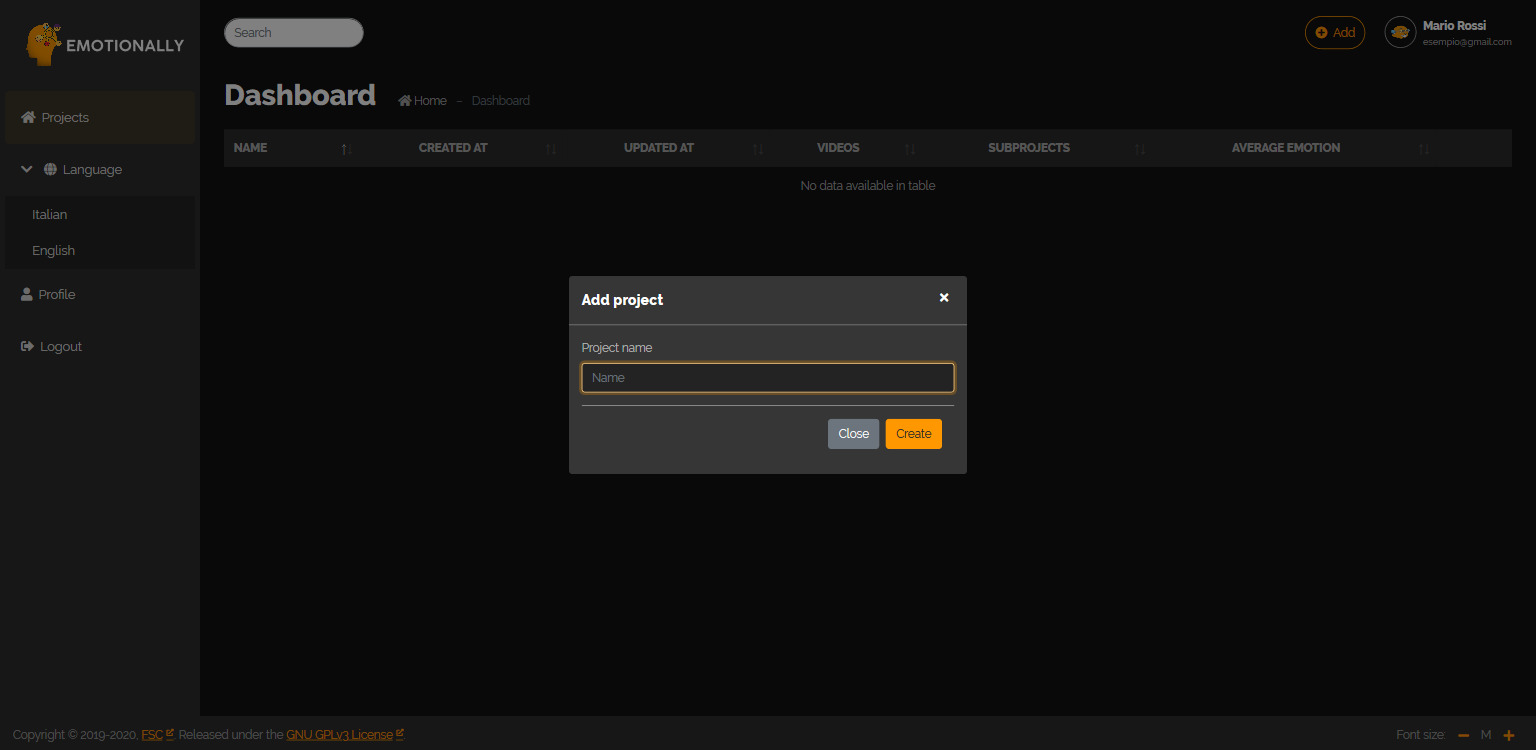 EMOTIONALLY
Search
Add
Mario Rossi
esempio@gmail.com
Dashboard
Home - Dashboard
Projects
Language
Italian
English
Profile
Logout
NAME CREATED AT UPDATED AT VIDEOS SUBPROJECTS AVERAGE EMOTION
No data available in table
Add project
×
Project name
Name
Close Create
Copyright © 2019-2020, FSC. Released under the GNU GPLv3 License
Font size: − M +